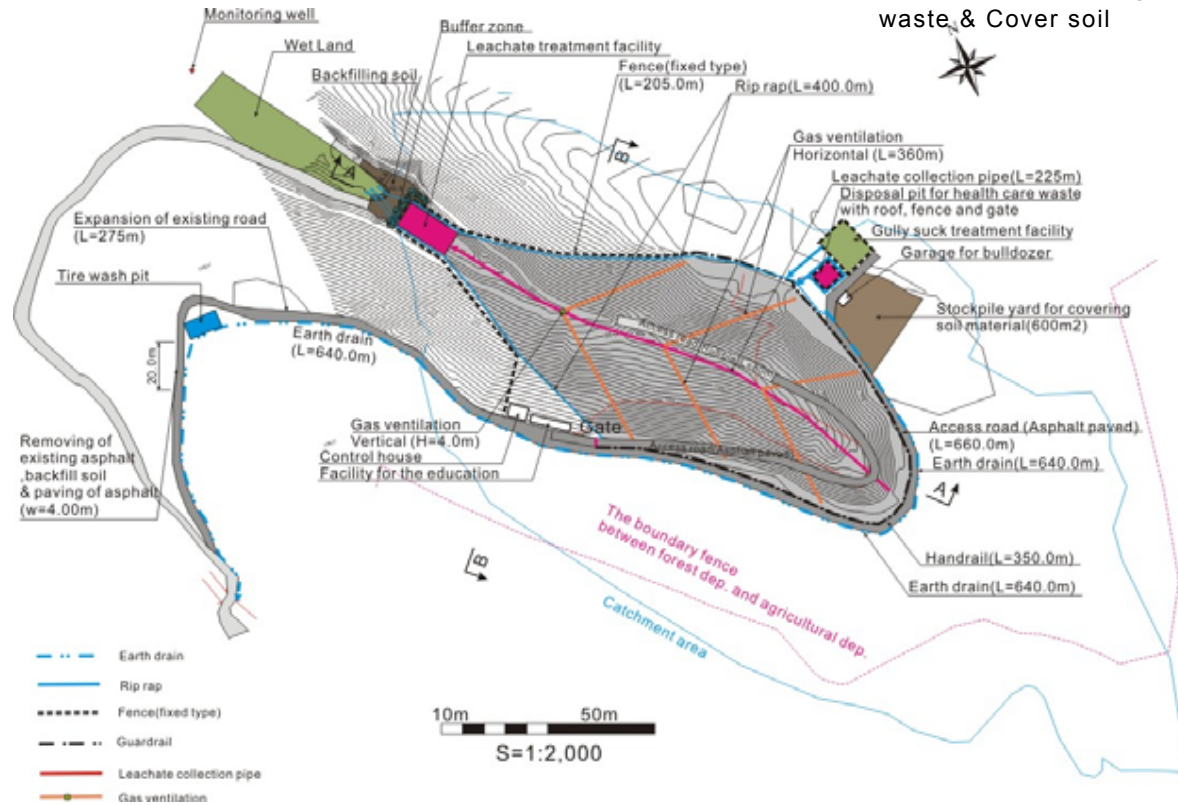 waste & Cover soil
N
Monitoring well
Wet Land
Buffer zone
Leachate treatment facility
Backfilling soil
Fence(fixed type)
(L=205.0m)
Rip rap(L=400.0m)
Gas ventilation
Horizontal (L=360m)
Leachate collection pipe(L=225m)
Disposal pit for health care waste
with roof, fence and gate
Gully suck treatment facility
Garage for bulldozer
Stockpile yard for covering
soil material(600m2)
B
A
Expansion of existing road
(L=275m)
Tire wash pit
Earth drain
(L=640.0m)
20.0m
Removing of
existing asphalt
,backfill soil
& paving of asphalt
(w=4.00m)
Gas ventilation
Vertical (H=4.0m)
Control house
Facility for the education
Gate
Access road(Asphalt paved)
Access road (Asphalt paved)
(L=660.0m)
Earth drain(L=640.0m)
A
Handrail(L=350.0m)
Earth drain(L=640.0m)
B
The boundary fence
between forest dep. and agricultural dep.
Catchment area
Earth drain
Rip rap
Fence(fixed type)
Guardrail
Leachate collection pipe
Gas ventilation
10m 50m
S=1:2,000